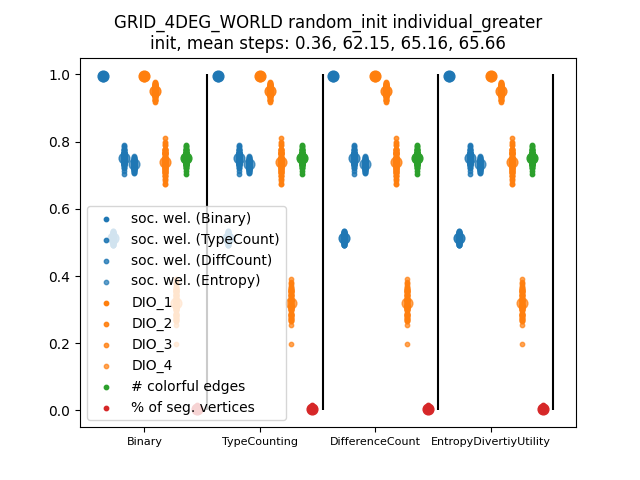 GRID_4DEG_WORLD random_init individual_greater
init, mean steps: 0.36, 62.15, 65.16, 65.66
1.0
0.8
0.6
0.4
0.2
0.0
soc. wel. (Binary)
soc. wel. (TypeCount)
soc. wel. (DiffCount)
soc. wel. (Entropy)
DIO_1
DIO_2
DIO_3
DIO_4
# colorful edges
% of seg. vertices
Binary
TypeCounting
DifferenceCount
EntropyDivertiyUtility